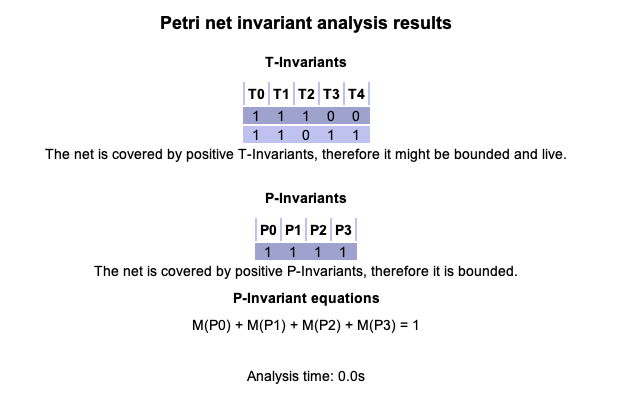 Petri net invariant analysis results
T-Invariants
T0 T1 T2 T3 T4
1 1 1 0 0
1 1 0 1 1
The net is covered by positive T-Invariants, therefore it might be bounded and live.
P-Invariants
P0 P1 P2 P3
1 1 1 1
The net is covered by positive P-Invariants, therefore it is bounded.
P-Invariant equations
M(P0) + M(P1) + M(P2) + M(P3) = 1
Analysis time: 0.0s